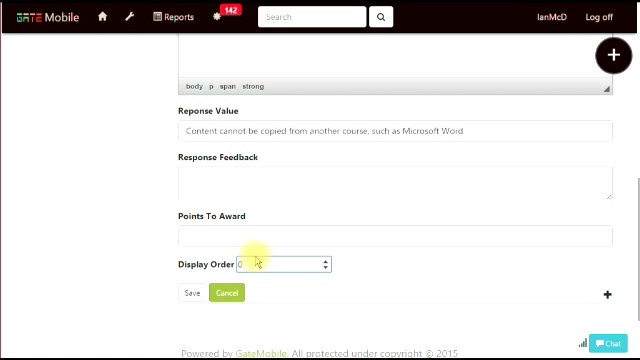 GATE Mobile Reports 142 Search IanMcD Log off
+
body p span strong
Reponse Value
Content cannot be copied from another course, such as Microsoft Word
Response Feedback
Points To Award
Display Order 0
Save Cancel +
Powered by GateMobile. All protected under copyright © 2015
Chat